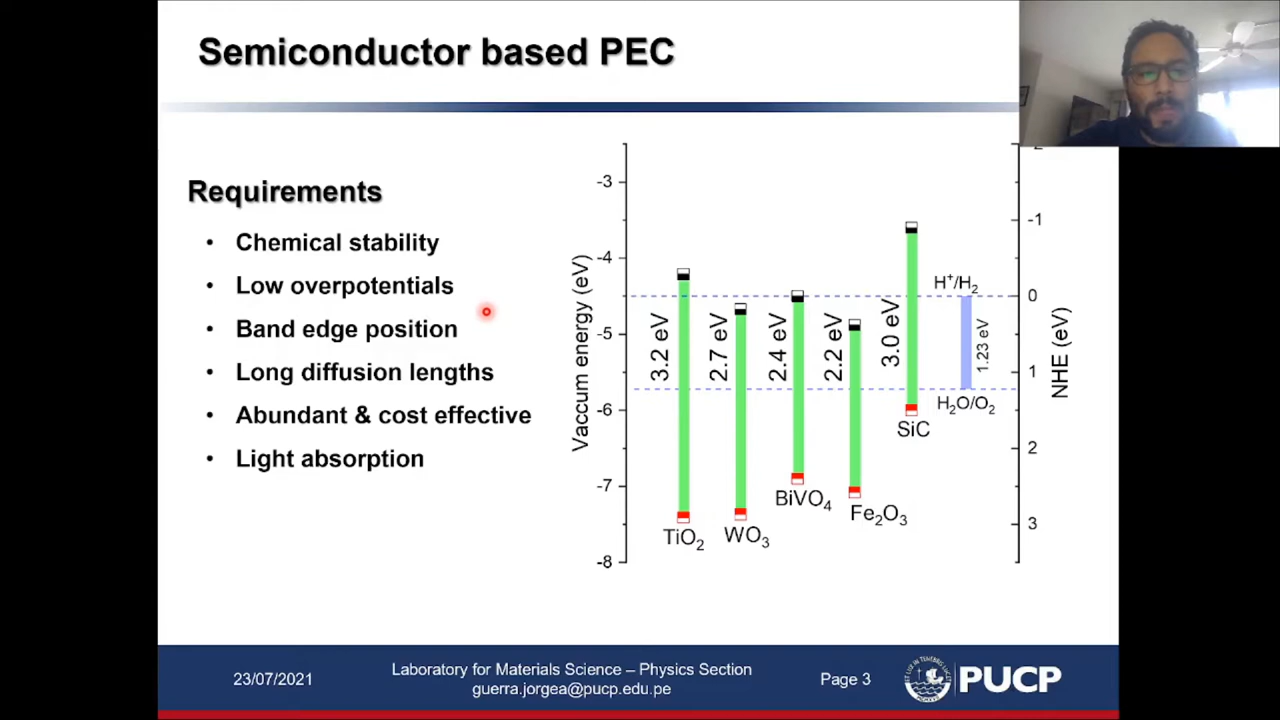 Semiconductor based PEC
Requirements
• Chemical stability
• Low overpotentials
• Band edge position
• Long diffusion lengths
• Abundant & cost effective
• Light absorption
Vaccum energy (eV)
-3
-4
-5
-6
-7
-8
3.2 eV
2.7 eV
2.4 eV
2.2 eV
3.0 eV
TiO₂
WO₃
BiVO₄
Fe₂O₃
SiC
H⁺/H₂
1.23 eV
H₂O/O₂
-1
0
1
2
3
NHE (eV)
23/07/2021
Laboratory for Materials Science – Physics Section
guerra.jorgea@pucp.edu.pe
Page 3
PUCP